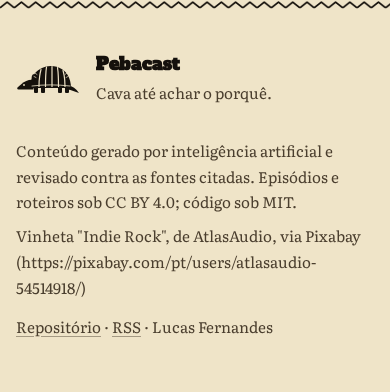 Pebacast
Cava até achar o porquê.
Conteúdo gerado por inteligência artificial e
revisado contra as fontes citadas. Episódios e
roteiros sob CC BY 4.0; código sob MIT.
Vinheta "Indie Rock", de AtlasAudio, via Pixabay
(https://pixabay.com/pt/users/atlasaudio-
54514918/)
Repositório · RSS · Lucas Fernandes